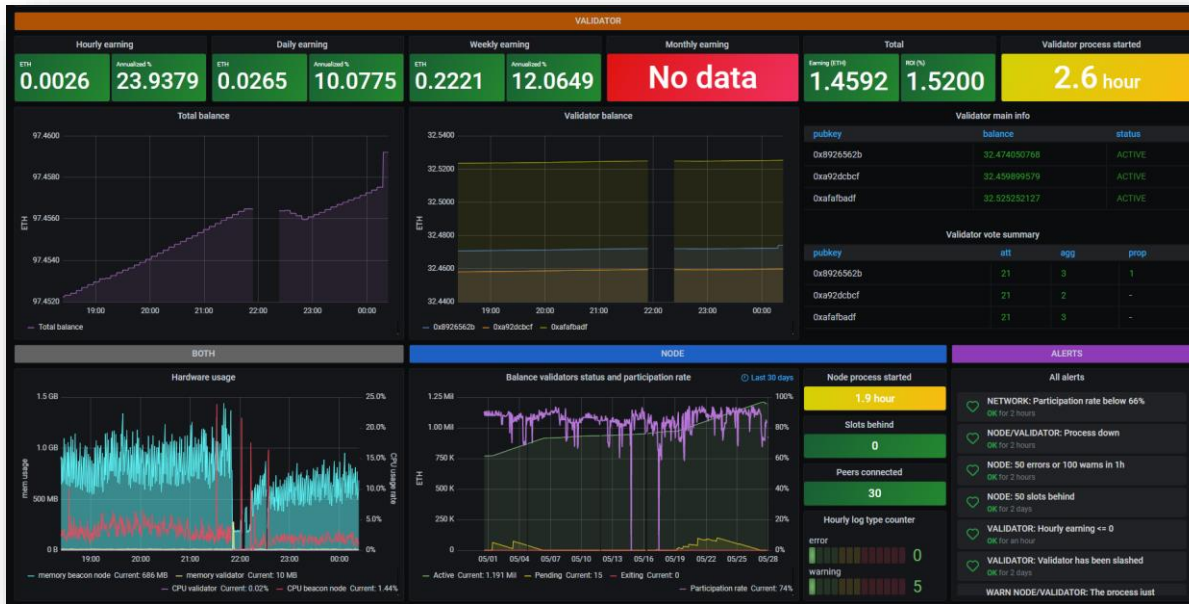 VALIDATOR
Hourly earning
ETH
0.0026
Annualized %
23.9379
Daily earning
ETH
0.0265
Annualized %
10.0775
Weekly earning
ETH
0.2221
Annualized %
12.0649
Monthly earning
No data
Total
Earning (ETH)
1.4592
ROI (%)
1.5200
Validator process started
2.6 hour
Total balance
97.4600
97.4580
97.4560
97.4540
97.4520
ETH
19:00 20:00 21:00 22:00 23:00 00:00
Total balance
Validator balance
32.5400
32.5200
32.5000
32.4800
32.4600
32.4400
ETH
19:00 20:00 21:00 22:00 23:00 00:00
0x8926562b 0xa92dcbcf 0xafafbadf
Validator main info
pubkey balance status
0x8926562b 32.474050768 ACTIVE
0xa92dcbcf 32.459899579 ACTIVE
0xafafbadf 32.525252127 ACTIVE
Validator vote summary
pubkey att agg prop
0x8926562b 21 3 1
0xa92dcbcf 21 2 -
0xafafbadf 21 3 -
BOTH
Hardware usage
1.5 GB
1.0 GB
500 MB
0 B
mem usage
25.0%
20.0%
15.0%
10.0%
5.0%
0%
CPU usage rate
19:00 20:00 21:00 22:00 23:00 00:00
memory beacon node Current: 686 MB memory validator Current: 10 MB
CPU validator Current: 0.02% CPU beacon node Current: 1.44%
NODE
Balance validators status and participation rate
Last 30 days
1.25 Mil
1.00 Mil
750 K
500 K
250 K
0
ETH
100%
80%
60%
40%
20%
0%
05/01 05/04 05/07 05/10 05/13 05/16 05/19 05/22 05/25 05/28
Active Current: 1.191 Mil Pending Current: 15 Exiting Current: 0
Participation rate Current: 74%
Node process started
1.9 hour
Slots behind
0
Peers connected
30
Hourly log type counter
error
0
warning
5
ALERTS
All alerts
NETWORK: Participation rate below 66%
OK for 2 hours
NODE/VALIDATOR: Process down
OK for 2 hours
NODE: 50 errors or 100 warns in 1h
OK for 2 hours
NODE: 50 slots behind
OK for 2 days
VALIDATOR: Hourly earning <= 0
OK for an hour
VALIDATOR: Validator has been slashed
OK for 2 days
WARN NODE/VALIDATOR: The process just